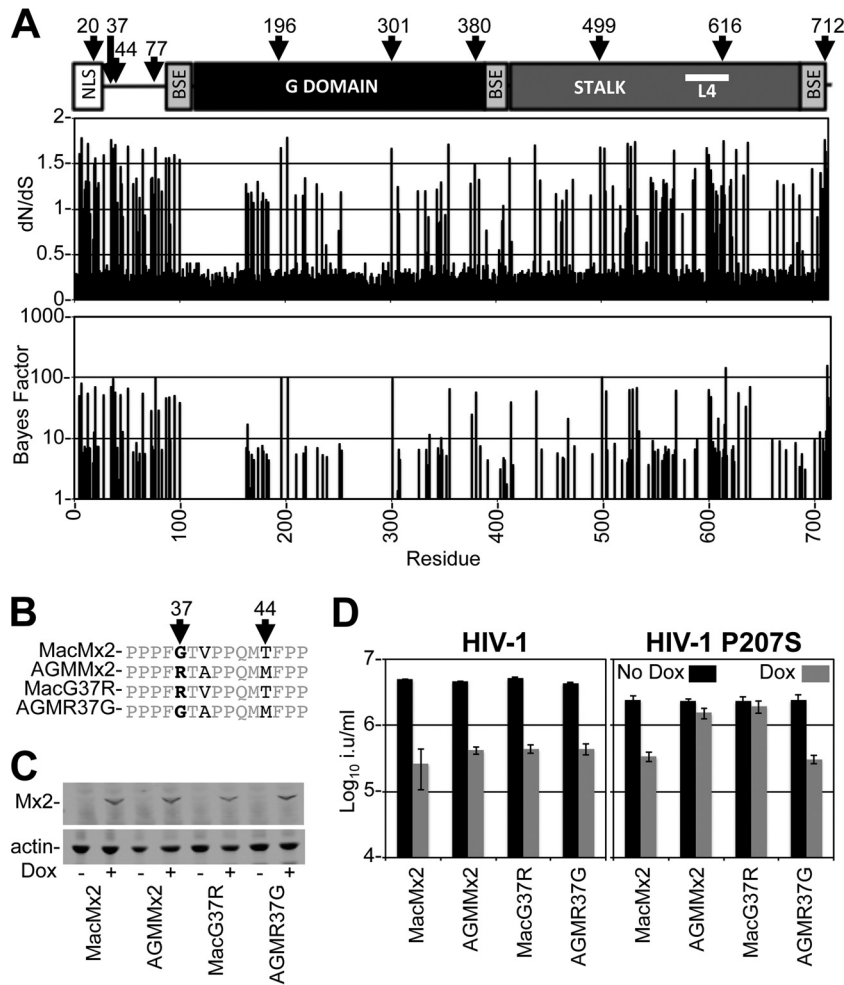 A
20 37 196 301 380 499 616 712
44 77
NLS BSE G DOMAIN BSE STALK L4 BSE
dN/dS
2
1.5
1
0.5
0
Bayes Factor
1000
100
10
1
0 100 200 300 400 500 600 700
Residue
B
37 44
MacMx2- PPPFGTVPPQMTFPP
AGMMx2- PPPFRTAPPQMMFPP
MacG37R- PPPFRTVPPQMTFPP
AGMR37G- PPPFGTAPPQMMFPP
C
Mx2-
actin-
Dox - + - + - + - +
MacMx2 AGMMx2 MacG37R AGMR37G
D
HIV-1 HIV-1 P207S
No Dox Dox
Log10 i.u/ml
7
6
5
4
MacMx2 AGMMx2 MacG37R AGMR37G MacMx2 AGMMx2 MacG37R AGMR37G